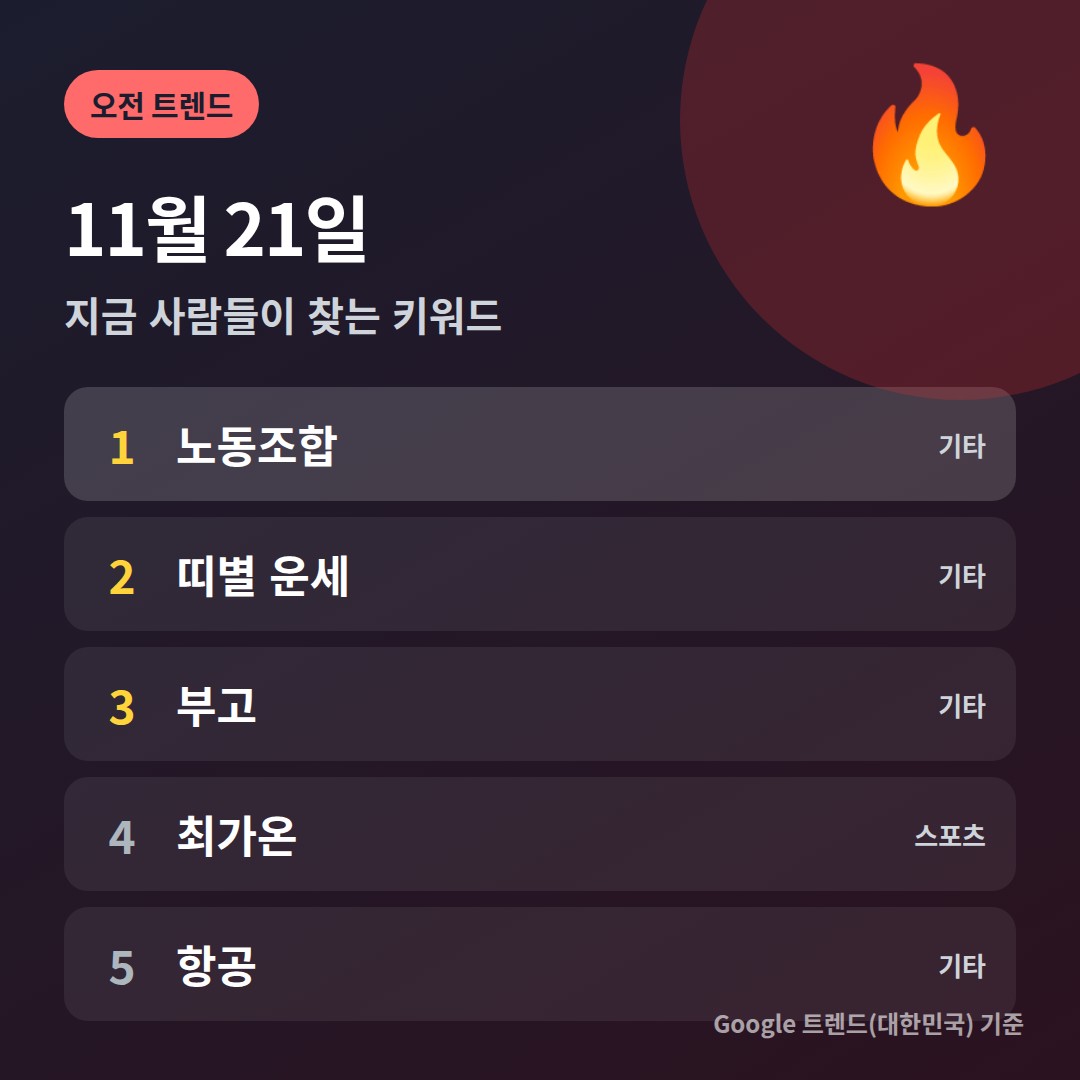 오전 트렌드
11월 21일
지금 사람들이 찾는 키워드
1 노동조합 기타
2 띠별 운세 기타
3 부고 기타
4 최가온 스포츠
5 항공 기타
Google 트렌드(대한민국) 기준